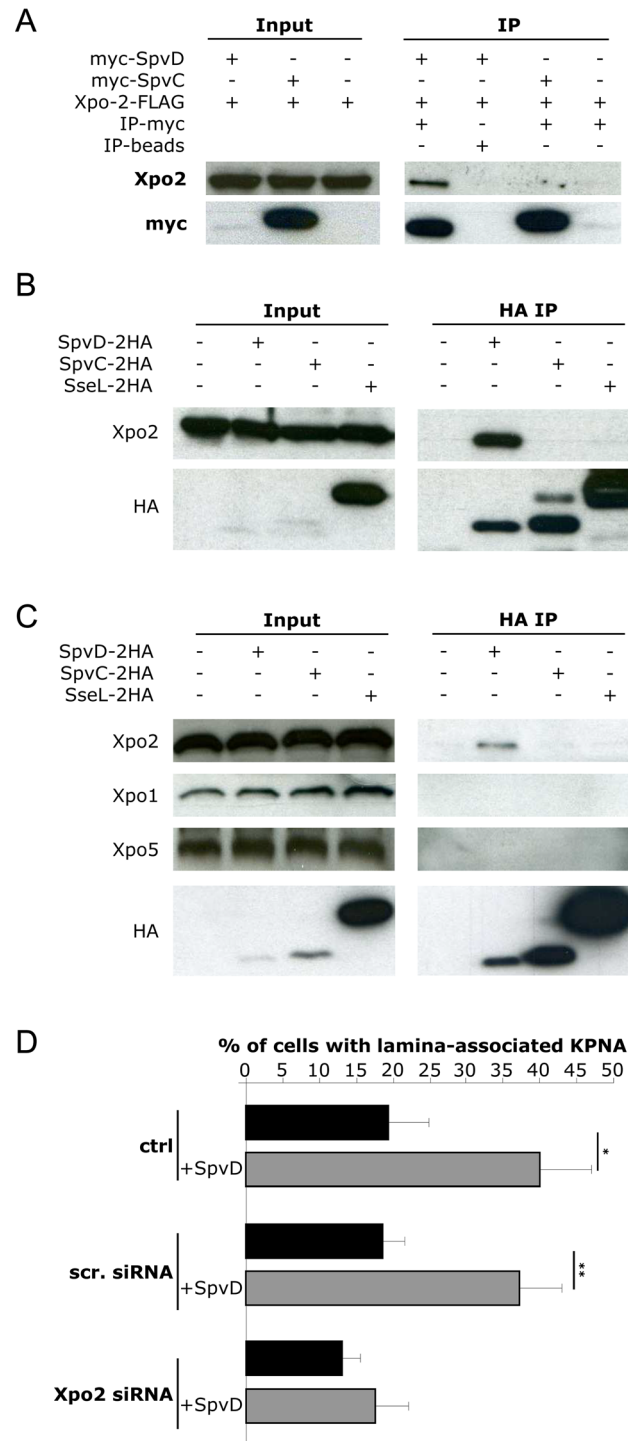 A
Input IP
myc-SpvD + - - + + - -
myc-SpvC - + - - - + -
Xpo-2-FLAG + + + + + + +
IP-myc + - + +
IP-beads - + - -
Xpo2
myc
B
Input HA IP
SpvD-2HA - + - - - + - -
SpvC-2HA - - + - - - + -
SseL-2HA - - - + - - - +
Xpo2
HA
C
Input HA IP
SpvD-2HA - + - - - + - -
SpvC-2HA - - + - - - + -
SseL-2HA - - - + - - - +
Xpo2
Xpo1
Xpo5
HA
D
% of cells with lamina-associated KPNA
0 5 10 15 20 25 30 35 40 45 50
ctrl
+SpvD
*
scr. siRNA
+SpvD
**
Xpo2 siRNA
+SpvD